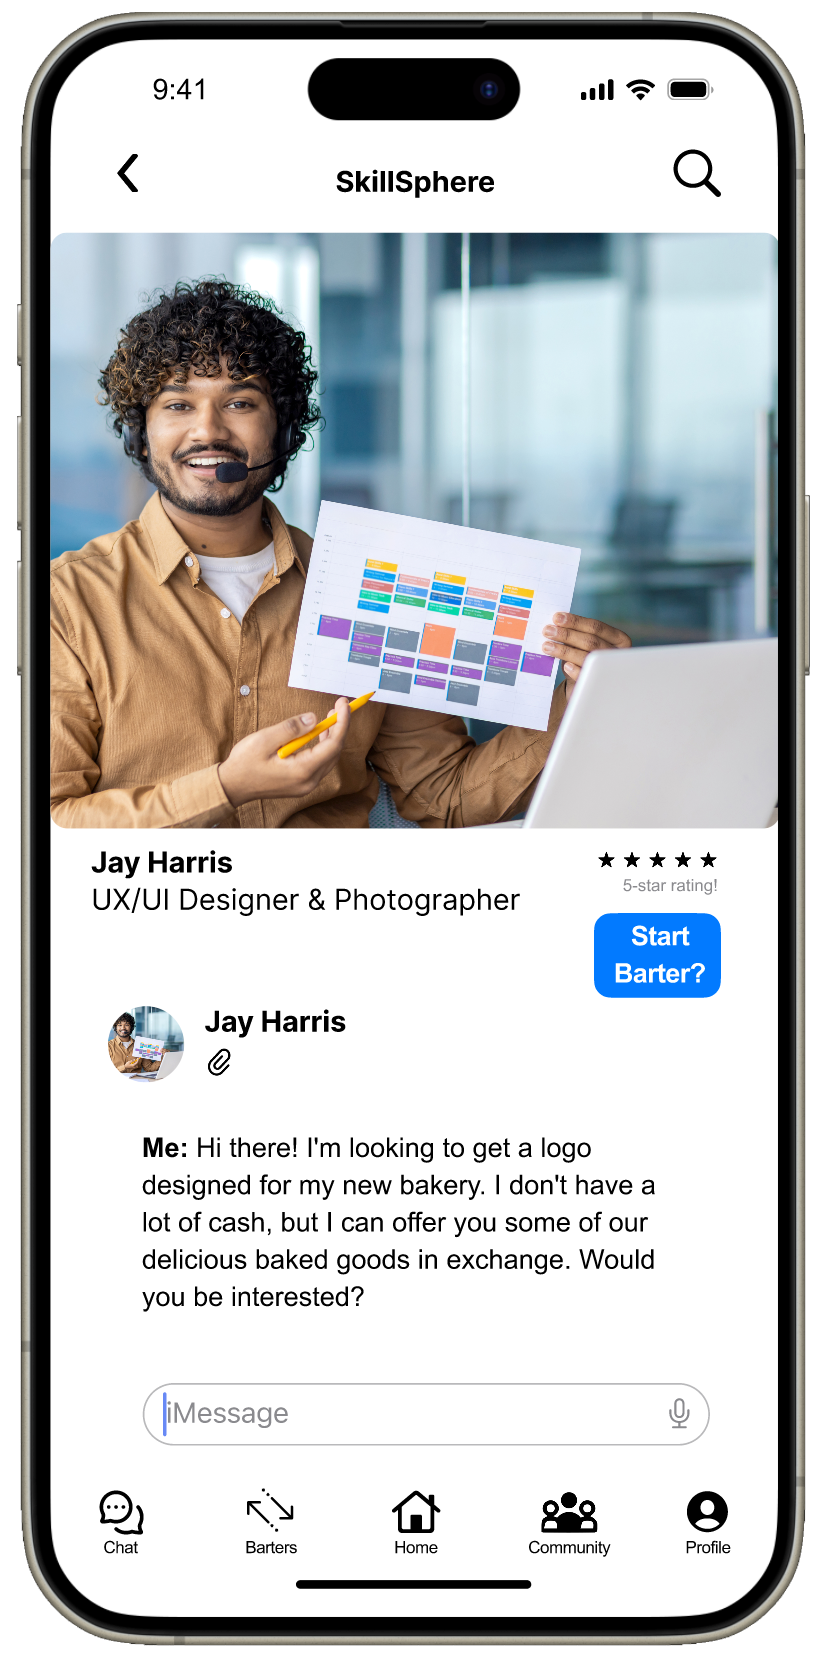 9:41
SkillSphere
Jay Harris
UX/UI Designer & Photographer
5-star rating!
Start
Barter?
Jay Harris
Me: Hi there! I'm looking to get a logo
designed for my new bakery. I don't have a
lot of cash, but I can offer you some of our
delicious baked goods in exchange. Would
you be interested?
iMessage
Chat
Barters
Home
Community
Profile